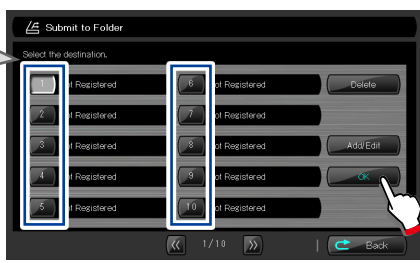 Submit to Folder
Select the destination.
1 ot Registered 6 ot Registered Delete
2 ot Registered 7 ot Registered
3 ot Registered 8 ot Registered Add/Edit
4 ot Registered 9 ot Registered OK
5 ot Registered 10 ot Registered
1/10 Back